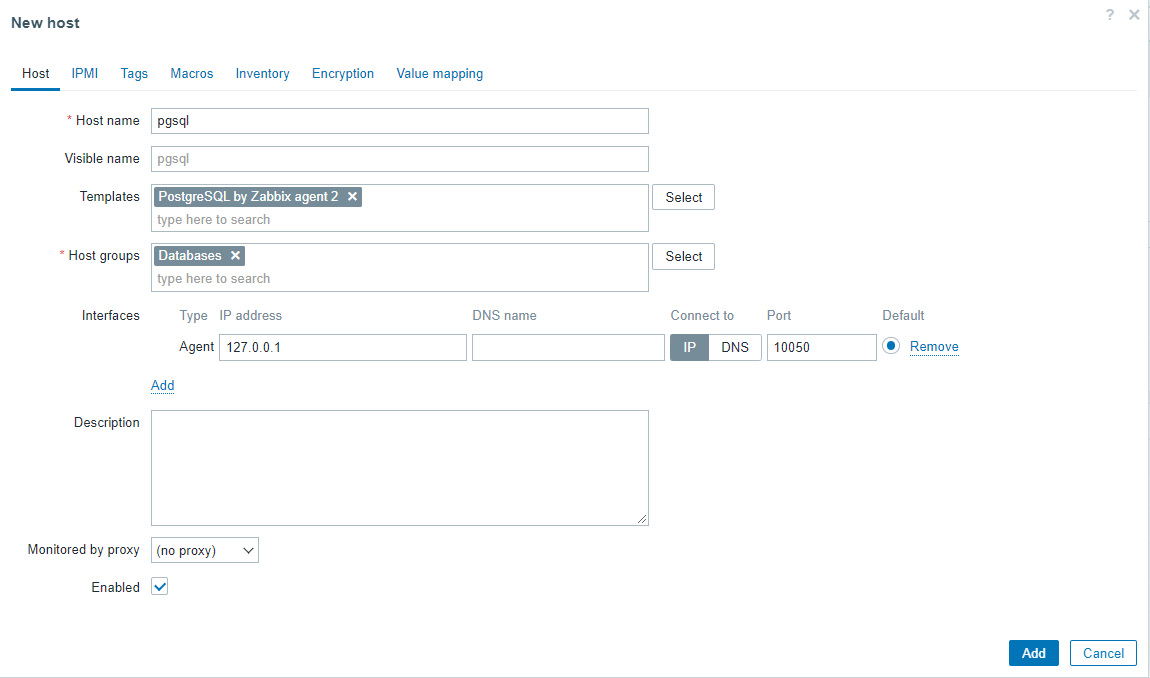 New host
? ×
Host IPMI Tags Macros Inventory Encryption Value mapping
* Host name pgsql
Visible name pgsql
Templates PostgreSQL by Zabbix agent 2 × Select
type here to search
* Host groups Databases × Select
type here to search
Interfaces Type IP address DNS name Connect to Port Default
Agent 127.0.0.1 IP DNS 10050 Remove
Add
Description
Monitored by proxy (no proxy)
Enabled
Add Cancel